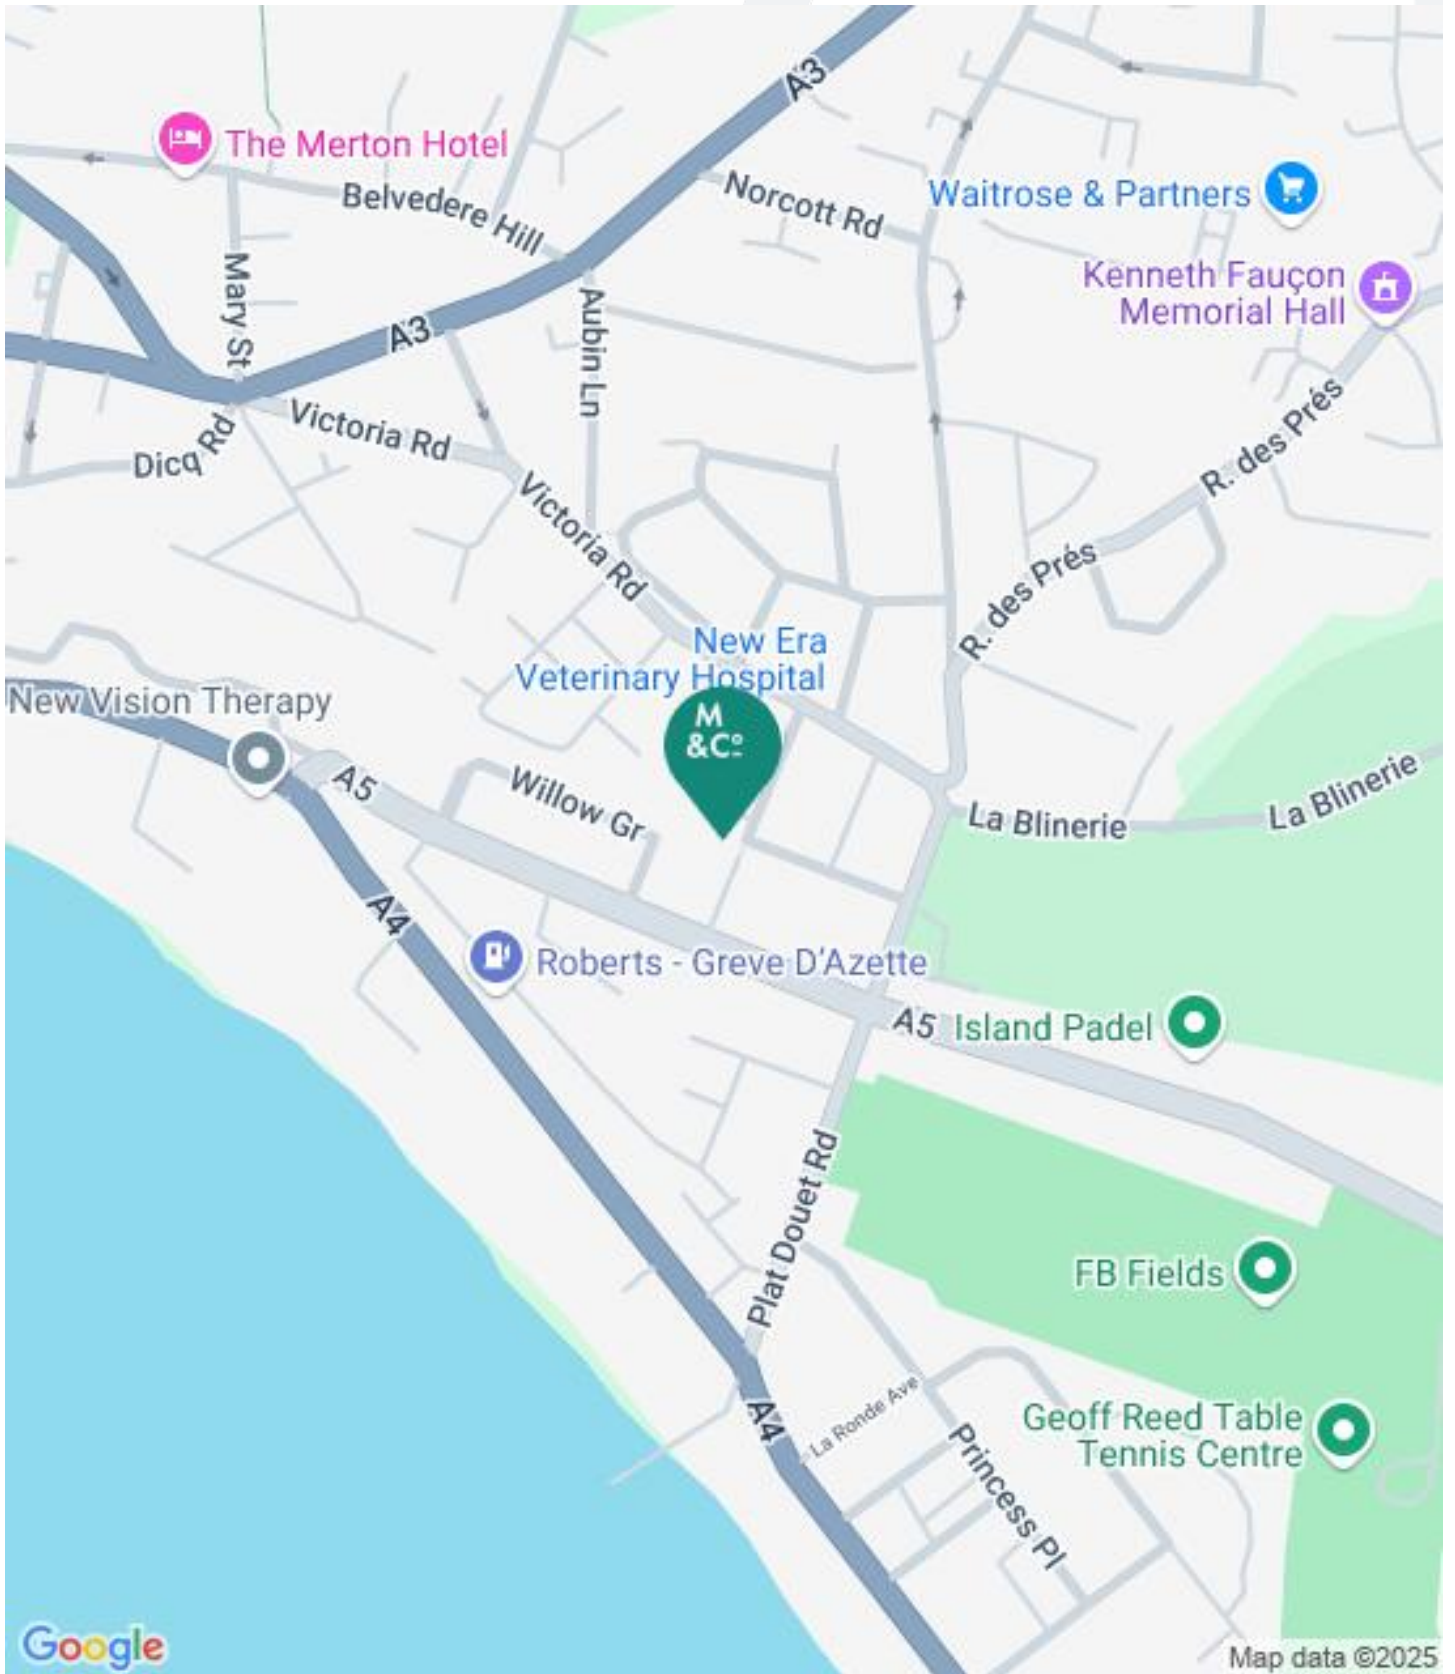 A3
The Merton Hotel
Belvedere Hill
Norcott Rd
Waitrose & Partners
Mary St
Kenneth Fauçon
Memorial Hall
A3
Aubin Ln
Victoria Rd
Dicq Rd
R. des Prés
Victoria Rd
R. des Prés
New Era
Veterinary Hospital
New Vision Therapy
M
&Cº
A5
Willow Gr
La Blinerie
La Blinerie
A4
Roberts - Greve D'Azette
A5
Island Padel
Plat Douet Rd
FB Fields
A4
La Ronde Ave
Geoff Reed Table
Tennis Centre
Princess Pl
Google
Map data ©2025